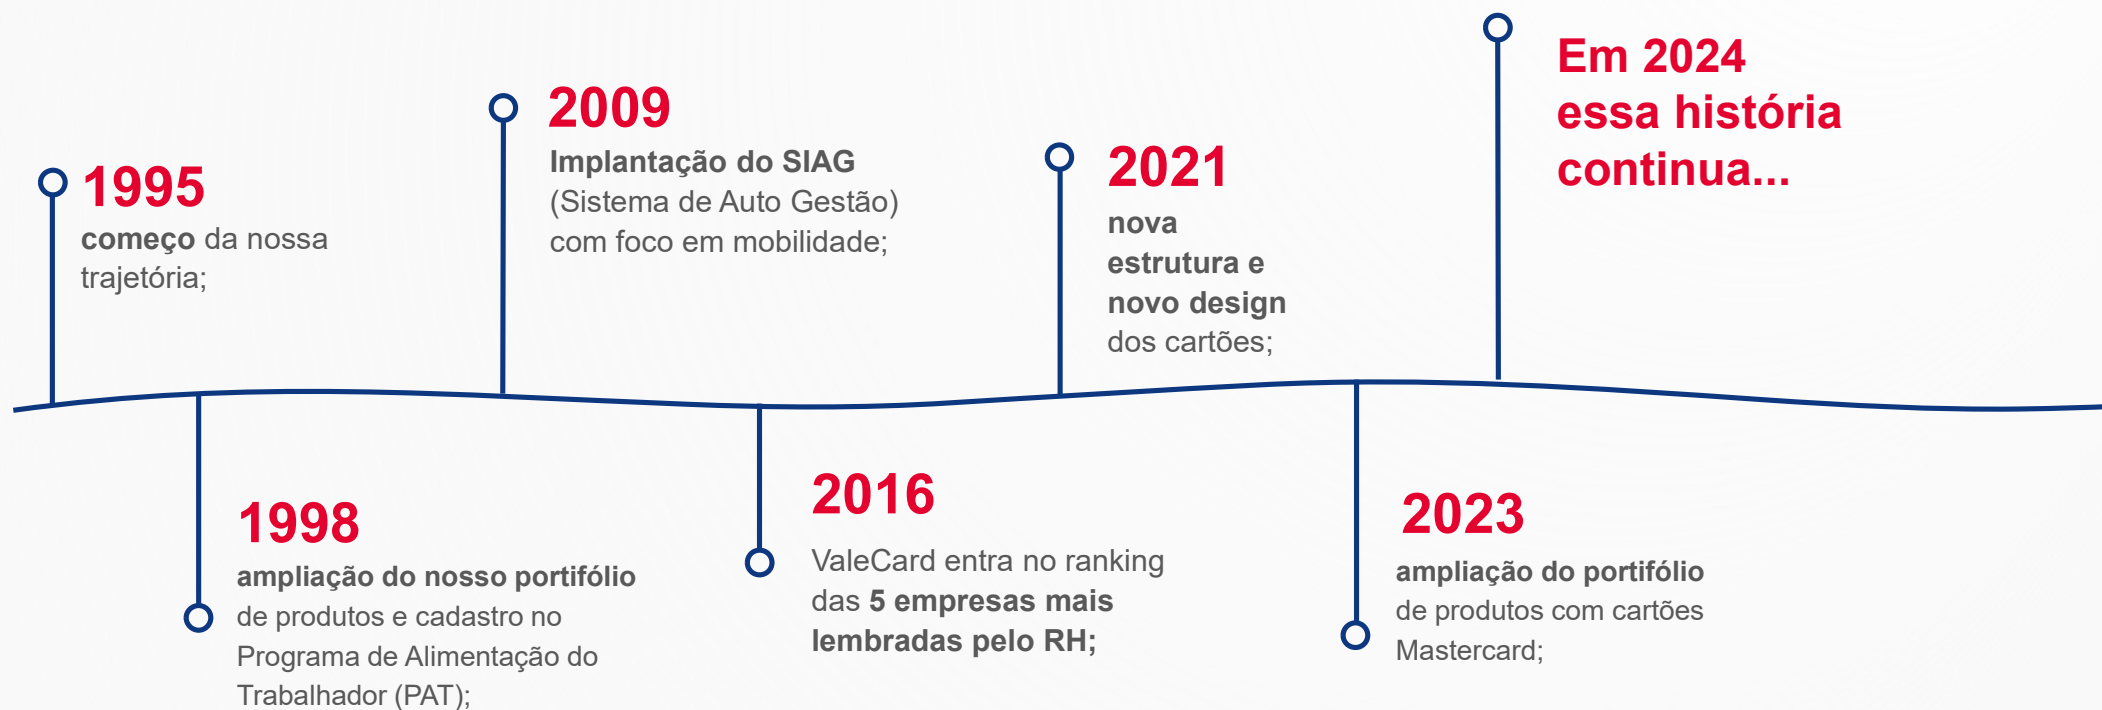 1995
começo da nossa
trajetória;
1998
ampliação do nosso portifólio
de produtos e cadastro no
Programa de Alimentação do
Trabalhador (PAT);
2009
Implantação do SIAG
(Sistema de Auto Gestão)
com foco em mobilidade;
2016
ValeCard entra no ranking
das 5 empresas mais
lembradas pelo RH;
2021
nova
estrutura e
novo design
dos cartões;
2023
ampliação do portifólio
de produtos com cartões
Mastercard;
Em 2024
essa história
continua...